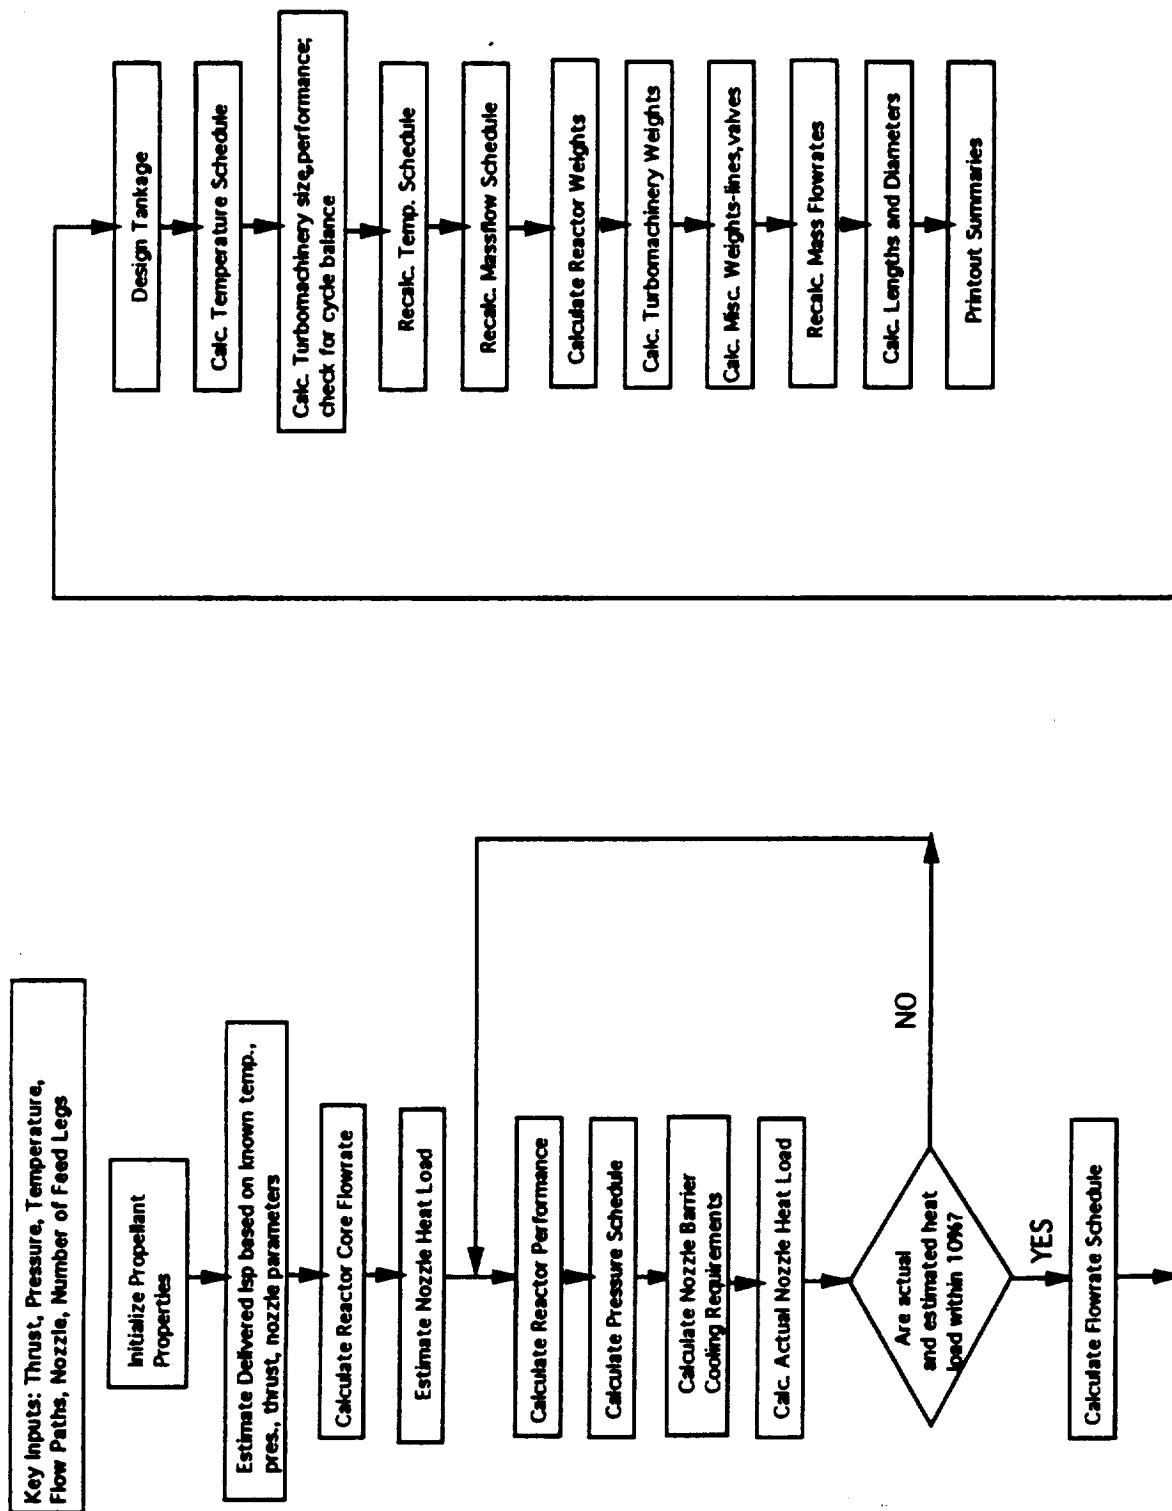 Key Inputs: Thrust, Pressure, Temperature,
Flow Paths, Nozzle, Number of Feed Legs
Initialize Propellant
Properties
Estimate Delivered Isp based on known temp.,
pres., thrust, nozzle parameters
Calculate Reactor Core Flowrate
Estimate Nozzle Heat Load
Calculate Reactor Performance
Calculate Pressure Schedule
Calculate Nozzle Barrier
Cooling Requirements
Calc. Actual Nozzle Heat Load
Are actual
and estimated heat
load within 10%?
NO
YES
Calculate Flowrate Schedule
Design Tankage
Calc. Temperature Schedule
Calc. Turbomachinery size,performance;
check for cycle balance
Recalc. Temp. Schedule
Recalc. Massflow Schedule
Calculate Reactor Weights
Calc. Turbomachinery Weights
Calc. Misc. Weights-lines,valves
Recalc. Mass Flowrates
Calc. Lengths and Diameters
Printout Summaries